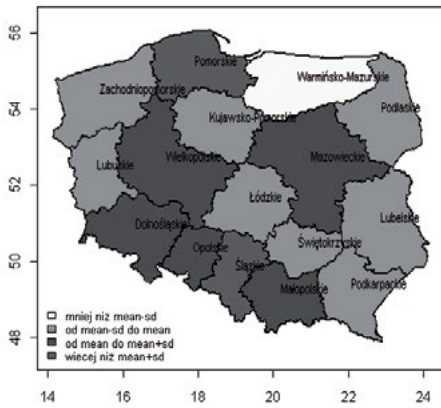 56
Pomorskie
Warmińsko-Mazurskie
Zachodniopomorskie
Podlaskie
54
Kujawsko-Pomorskie
Lubuskie
Wielkopolskie
Mazowieckie
52
Łódzkie
Dolnośląskie
Lubelskie
Opolskie
Świętokrzyskie
50
Śląskie
Małopolskie
Podkarpackie
mniej niż mean-sd
od mean-sd do mean
od mean do mean+sd
wiecej niż mean+sd
48
14 16 18 20 22 24